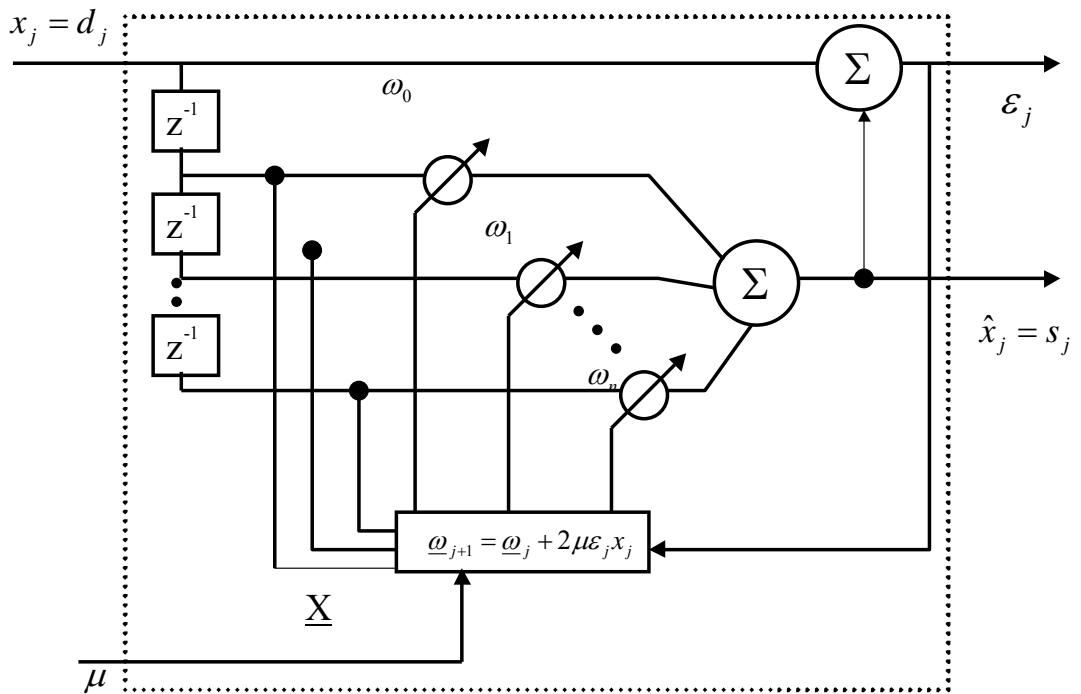 x_j = d_j
Σ
ω_0
ε_j
z^-1
z^-1
ω_1
Σ
z^-1
x̂_j = s_j
ω_n
ω_{j+1} = ω_j + 2με_j x_j
X
μ